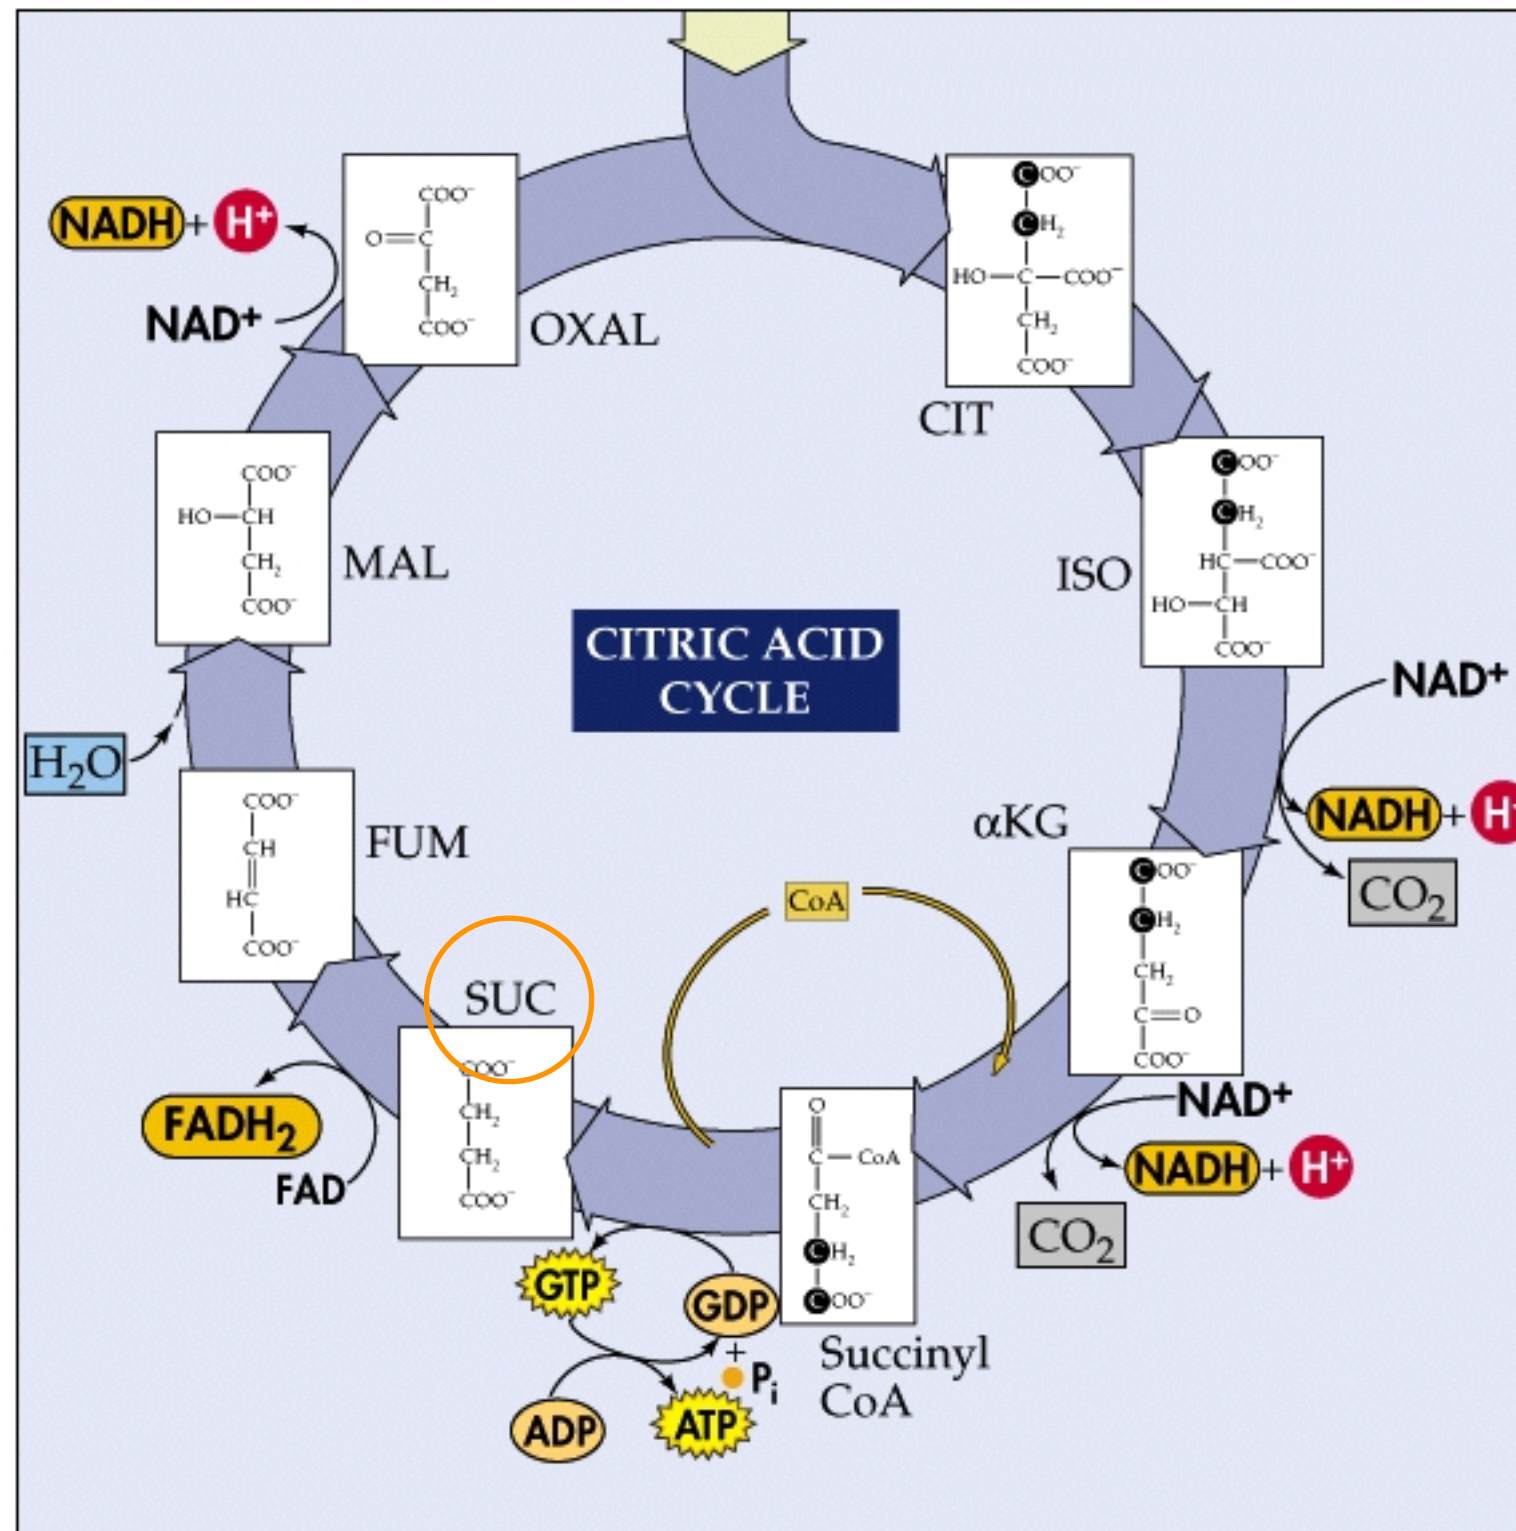 COO⁻
O=C
CH₂
COO⁻
OXAL
NADH + H⁺
NAD⁺
COO⁻
CH₂
HO—C—COO⁻
CH₂
COO⁻
CIT
COO⁻
CH₂
HC—COO⁻
HO—CH
COO⁻
ISO
NAD⁺
NADH + H⁺
CO₂
αKG
COO⁻
CH₂
CH₂
C=O
COO⁻
NAD⁺
NADH + H⁺
CO₂
O
C—CoA
CH₂
CH₂
COO⁻
Succinyl
CoA
CoA
GTP
GDP
+
Pi
ADP
ATP
SUC
COO⁻
CH₂
CH₂
COO⁻
FADH₂
FAD
FUM
COO⁻
CH
HC
COO⁻
H₂O
MAL
COO⁻
HO—CH
CH₂
COO⁻
CITRIC ACID
CYCLE